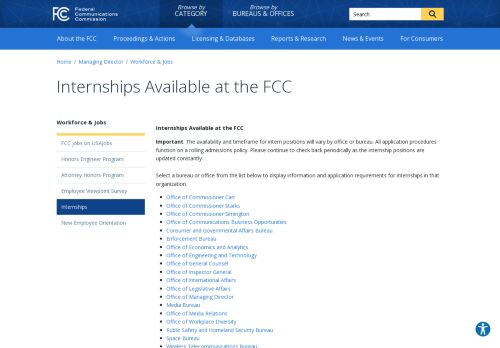 FCC
Federal
Communications
Commission
Browse by
CATEGORY
Browse by
BUREAUS & OFFICES
Search
About the FCC
Proceedings & Actions
Licensing & Databases
Reports & Research
News & Events
For Consumers
Home / Managing Director / Workforce & Jobs
Internships Available at the FCC
Workforce & Jobs
FCC Jobs on USAJobs
Honors Engineer Program
Attorney Honors Program
Employee Viewpoint Survey
Internships
New Employee Orientation
Internships Available at the FCC
Important: The availability and timeframe for intern positions will vary by office or bureau. All application procedures
function on a rolling admissions policy. Please continue to check back periodically as the internship positions are
updated constantly.
Select a bureau or office from the list below to display information and application requirements for internships in that
organization.
Office of Commissioner Carr
Office of Commissioner Starks
Office of Commissioner Simington
Office of Communications Business Opportunities
Consumer and Governmental Affairs Bureau
Enforcement Bureau
Office of Economics and Analytics
Office of Engineering and Technology
Office of General Counsel
Office of Inspector General
Office of International Affairs
Office of Legislative Affairs
Office of Managing Director
Media Bureau
Office of Media Relations
Office of Workplace Diversity
Public Safety and Homeland Security Bureau
Space Bureau
Wireless Telecommunications Bureau